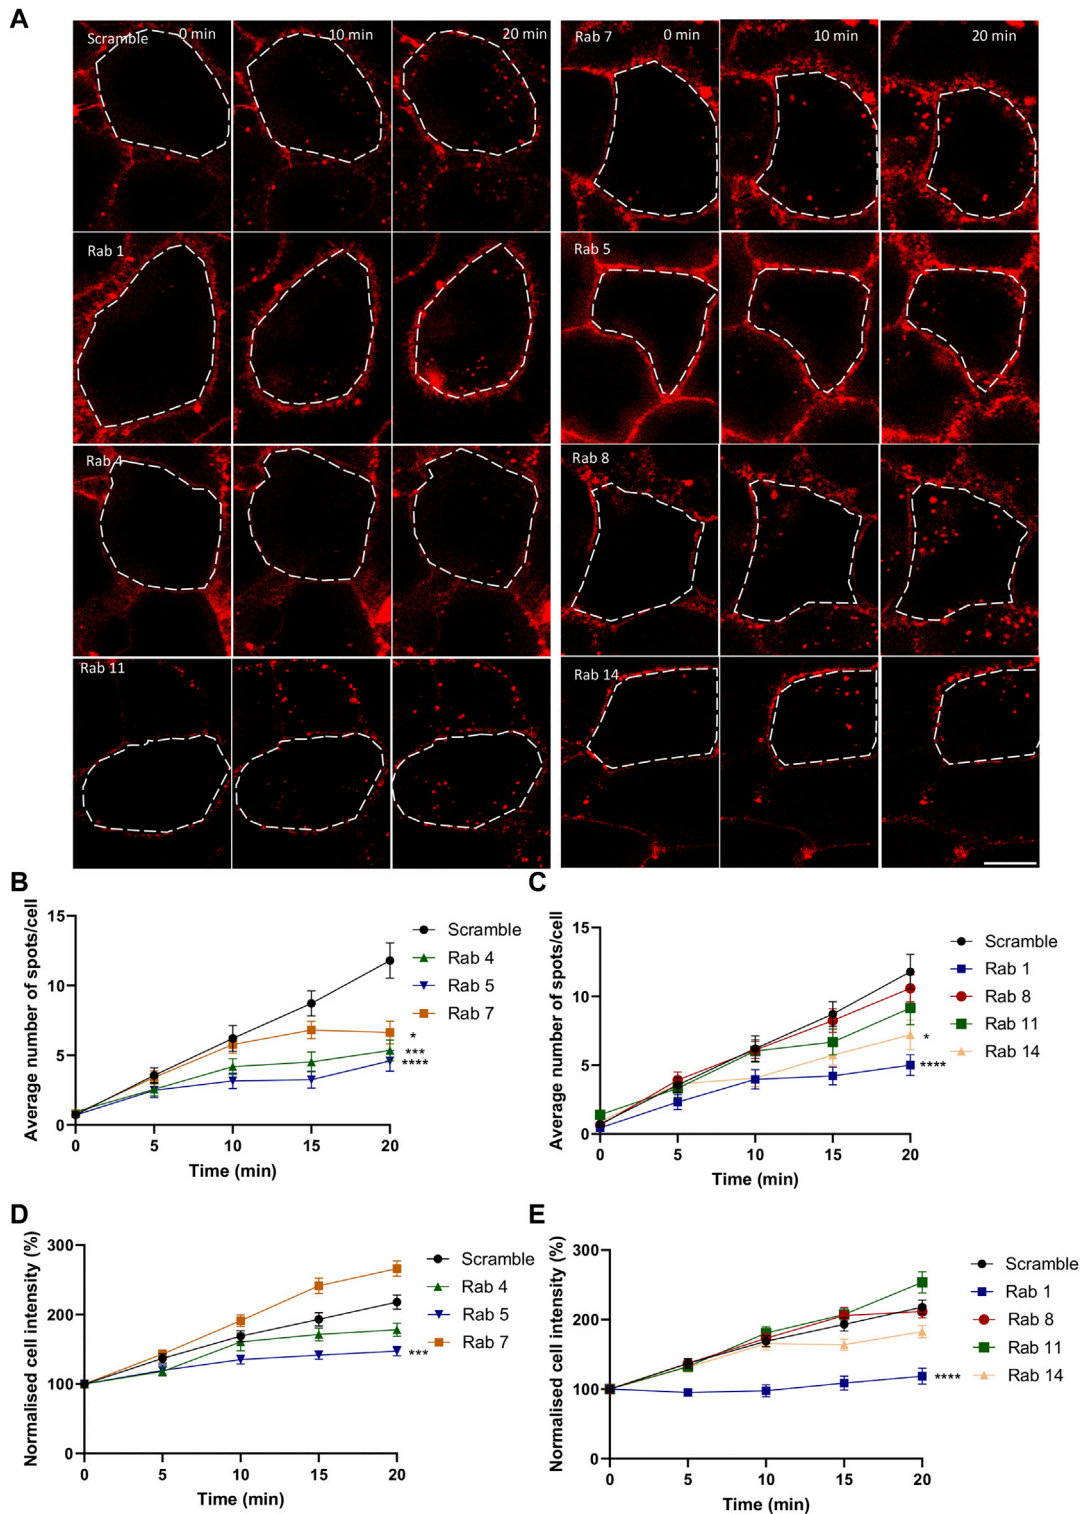 A
Scramble 0 min 10 min 20 min
Rab 7 0 min 10 min 20 min
Rab 1
Rab 5
Rab 4
Rab 8
Rab 11
Rab 14
B
Average number of spots/cell
15
10
5
0
0 5 10 15 20
Time (min)
Scramble
Rab 4
Rab 5
Rab 7
*
***
****
C
Average number of spots/cell
15
10
5
0
0 5 10 15 20
Time (min)
Scramble
Rab 1
Rab 8
Rab 11
Rab 14
*
****
D
Normalised cell intensity (%)
300
200
100
0
0 5 10 15 20
Time (min)
Scramble
Rab 4
Rab 5
Rab 7
***
E
Normalised cell intensity (%)
300
200
100
0
0 5 10 15 20
Time (min)
Scramble
Rab 1
Rab 8
Rab 11
Rab 14
****